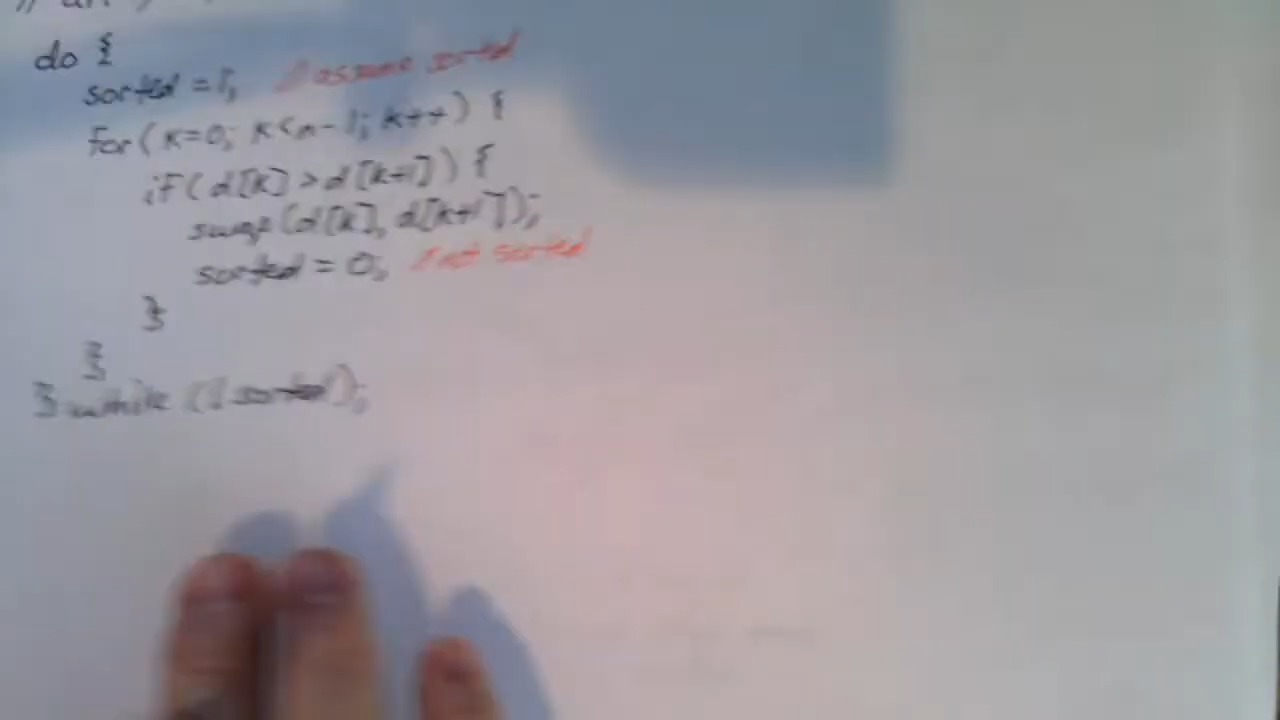 do {
sorted = 1; // assume sorted
for (k=0; k<n-1; k++) {
if (d[k] > d[k+1]) {
swap (d[k], d[k+1]);
sorted = 0; // not sorted
}
}
} while (!sorted);